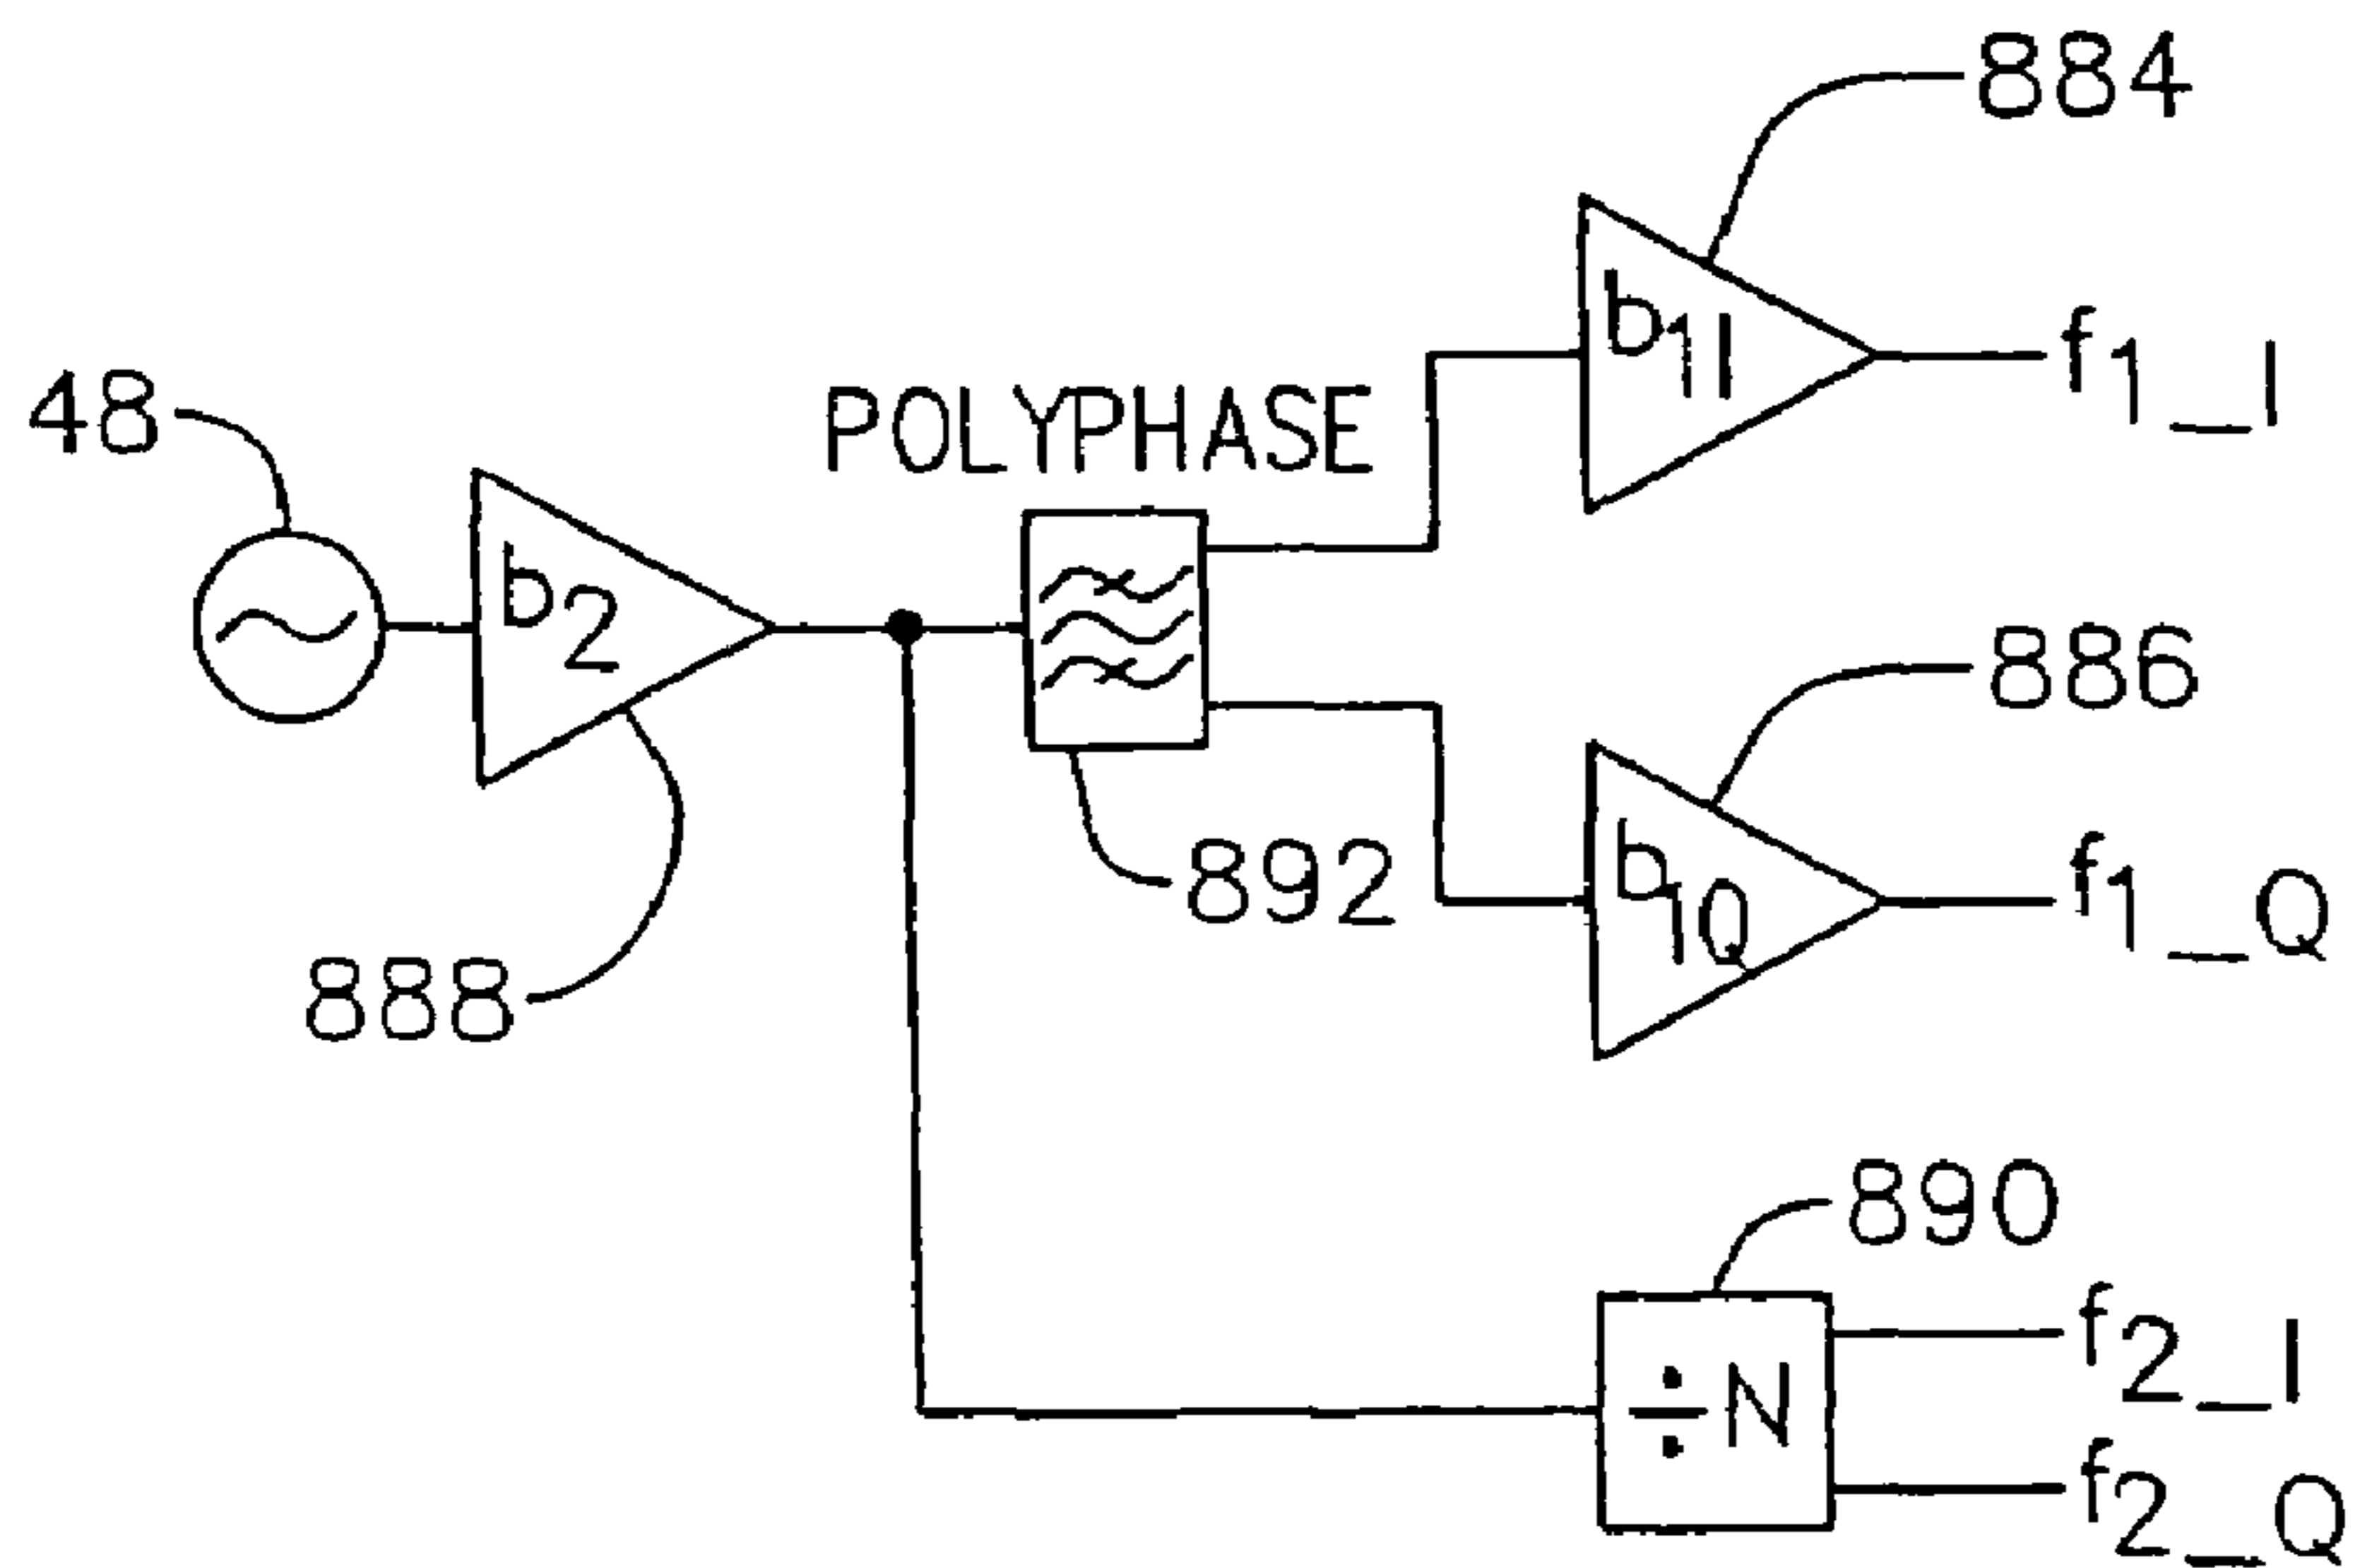 884
b1I
f1_I
48
POLYPHASE
b2
886
892
b1Q
f1_Q
888
890
f2_I
÷N
f2_Q